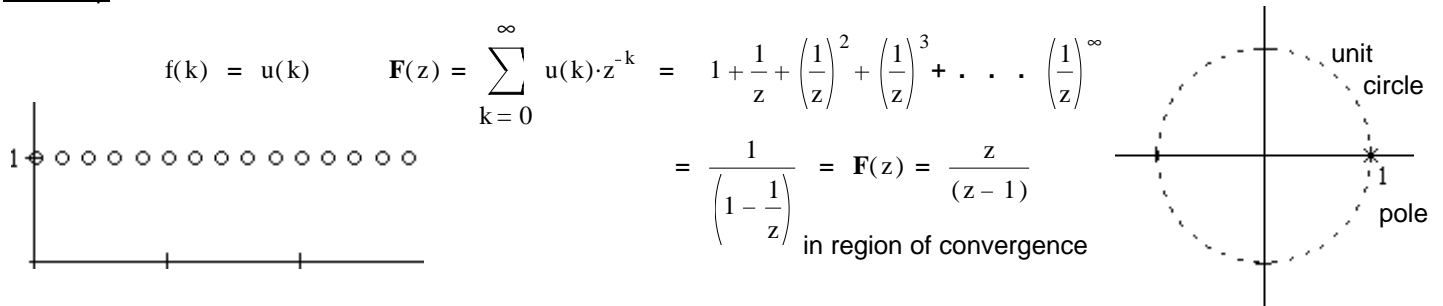 f(k) = u(k) F(z) = ∞ ∑ k = 0 u(k)·z^-k = 1 + 1/z + (1/z)^2 + (1/z)^3 + . . . (1/z)^∞
= 1/(1 − 1/z) = F(z) = z/(z − 1)
in region of convergence
1
unit
circle
1
pole